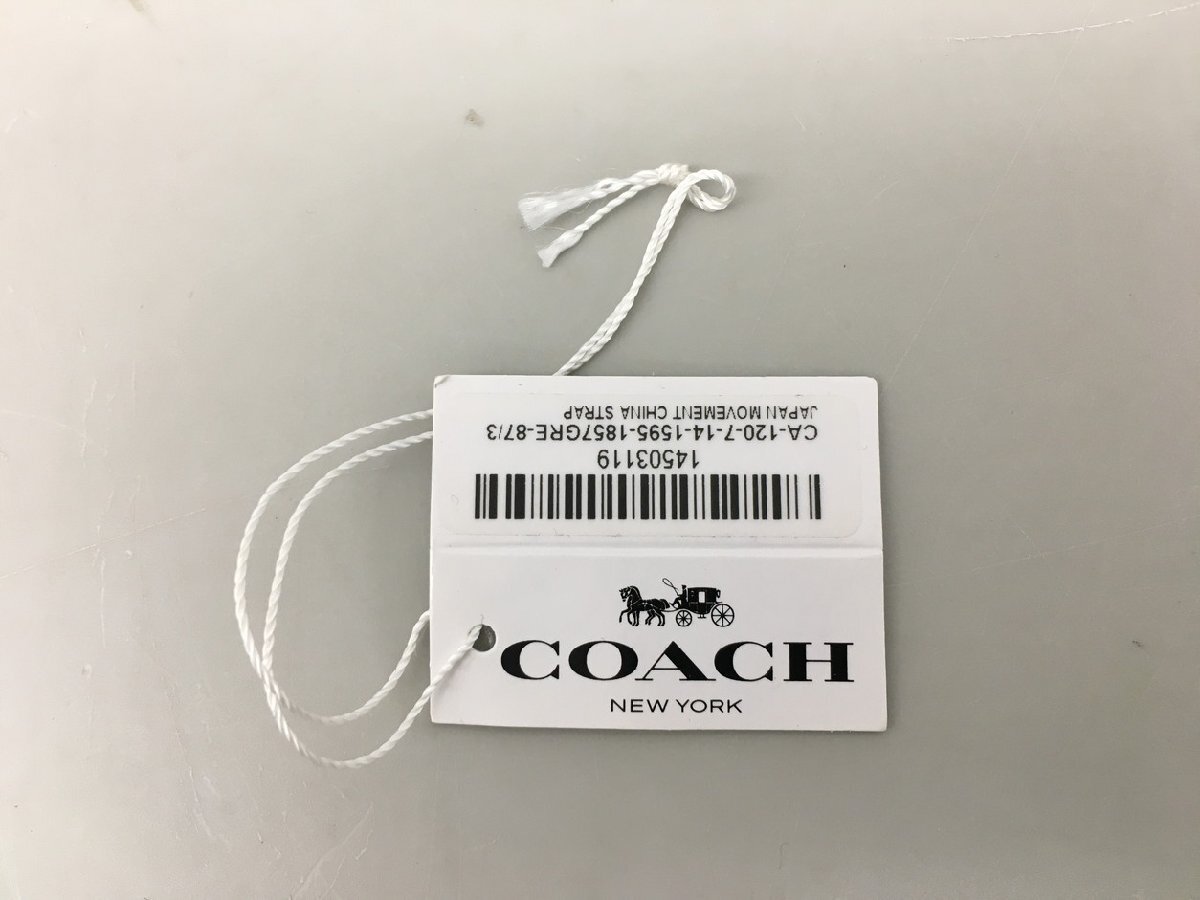 14503119
CA-120-7-14-1595-1857GRE-87/3
JAPAN MOVEMENT CHINA STRAP
COACH
NEW YORK